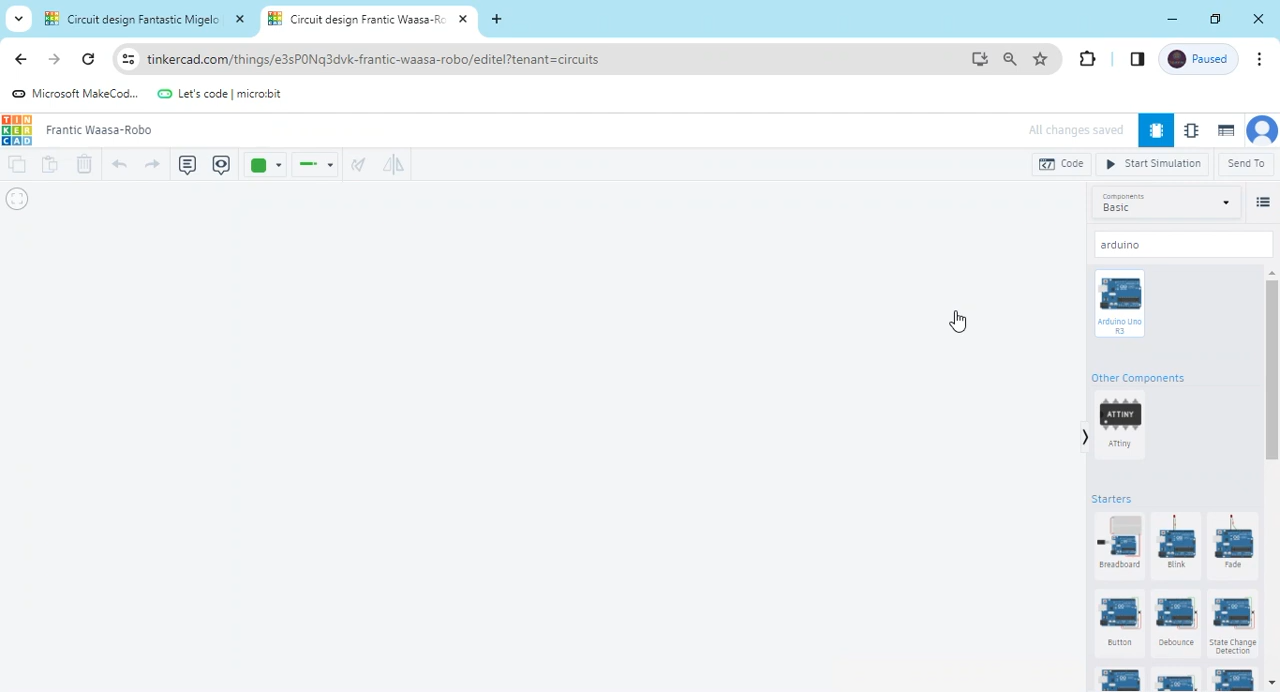 Circuit design Fantastic Migelo
Circuit design Frantic Waasa-Ro
tinkercad.com/things/e3sP0Nq3dvk-frantic-waasa-robo/editel?tenant=circuits
Paused
Microsoft MakeCod...
Let's code | micro:bit
TIN
KER
CAD
Frantic Waasa-Robo
All changes saved
Code
Start Simulation
Send To
Components
Basic
arduino
Arduino Uno
R3
Other Components
ATTINY
ATtiny
Starters
Breadboard
Blink
Fade
Button
Debounce
State Change
Detection